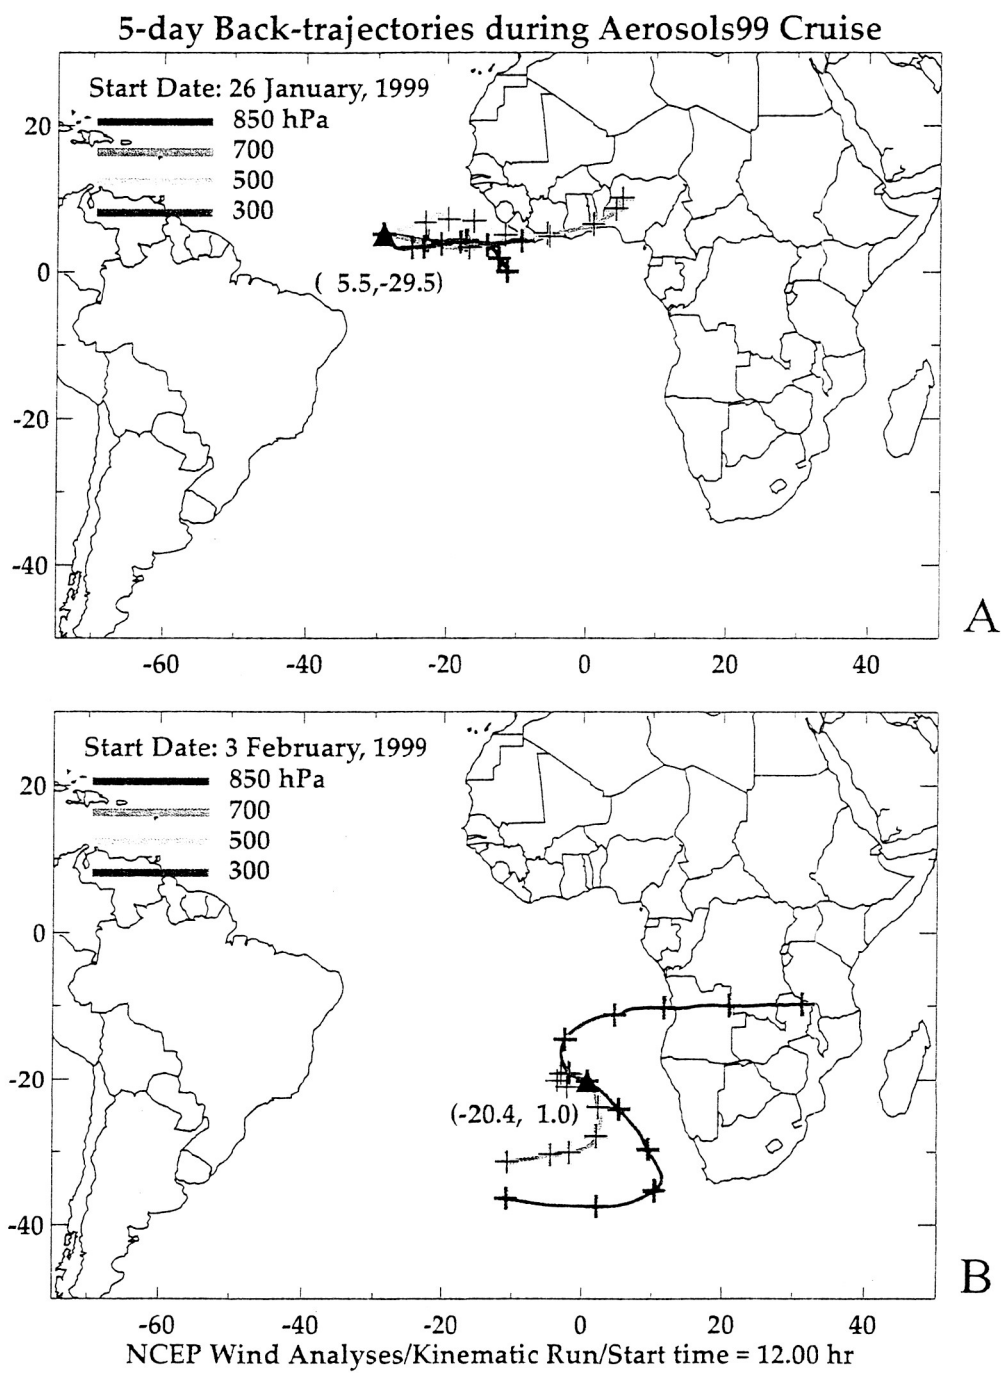 5-day Back-trajectories during Aerosols99 Cruise
Start Date: 26 January, 1999
850 hPa
700
500
300
20
0
-20
-40
( 5.5,-29.5)
A
-60 -40 -20 0 20 40
Start Date: 3 February, 1999
850 hPa
700
500
300
20
0
-20
-40
(-20.4, 1.0)
B
-60 -40 -20 0 20 40
NCEP Wind Analyses/Kinematic Run/Start time = 12.00 hr